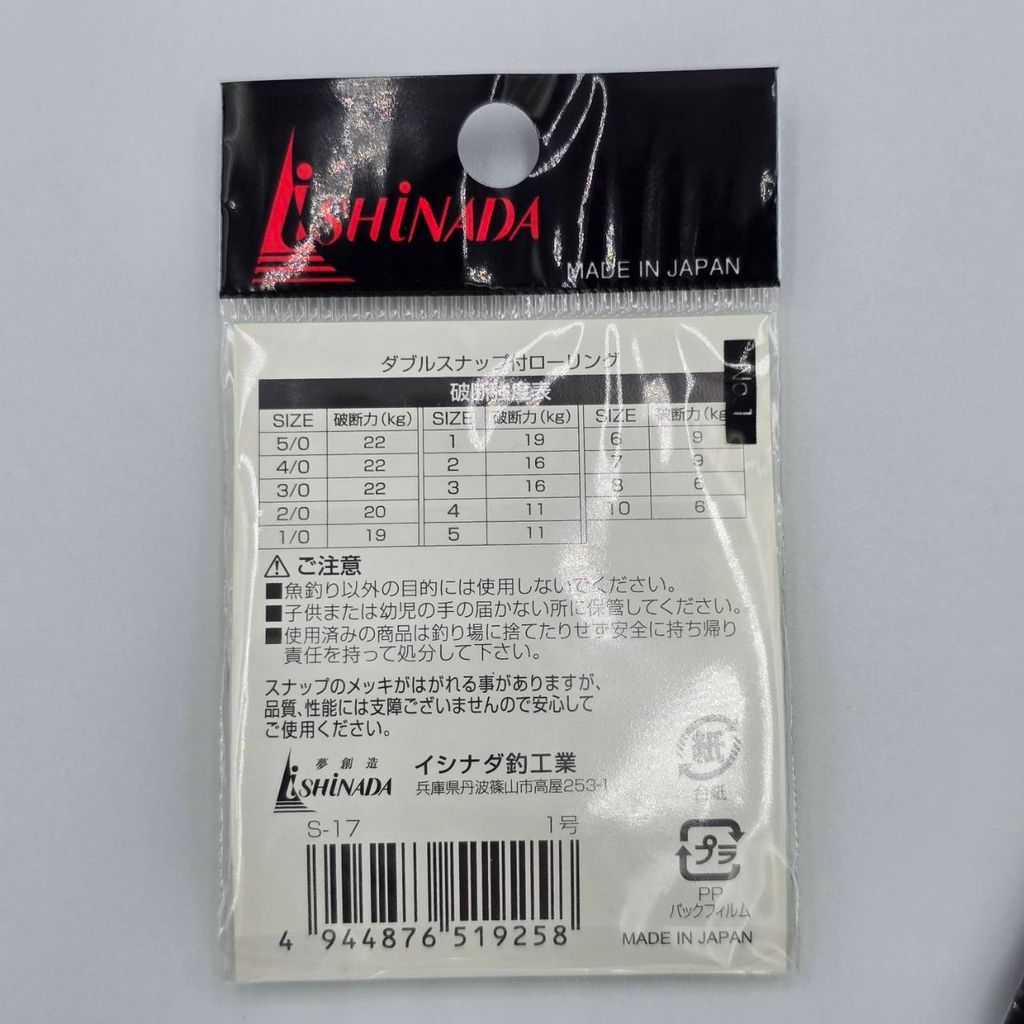 ISHINADA
MADE IN JAPAN
ダブルスナップ付ローリング
No. 1
破断強度表
SIZE 破断力(kg) SIZE 破断力(kg) SIZE 破断力(kg
5/0 22 1 19 6 9
4/0 22 2 16 7 9
3/0 22 3 16 8 6
2/0 20 4 11 10 6
1/0 19 5 11
⚠ご注意
■魚釣り以外の目的には使用しないでください。
■子供または幼児の手の届かない所に保管してください。
■使用済みの商品は釣り場に捨てたりせず安全に持ち帰り
責任を持って処分して下さい。
スナップのメッキがはがれる事がありますが、
品質、性能には支障ございませんので安心して
ご使用ください。
夢創造
ISHINADA
イシナダ釣工業
兵庫県丹波篠山市高屋253-1
紙
台紙
S-17 1号
4 944876 519258
プラ
PP
パックフィルム
MADE IN JAPAN